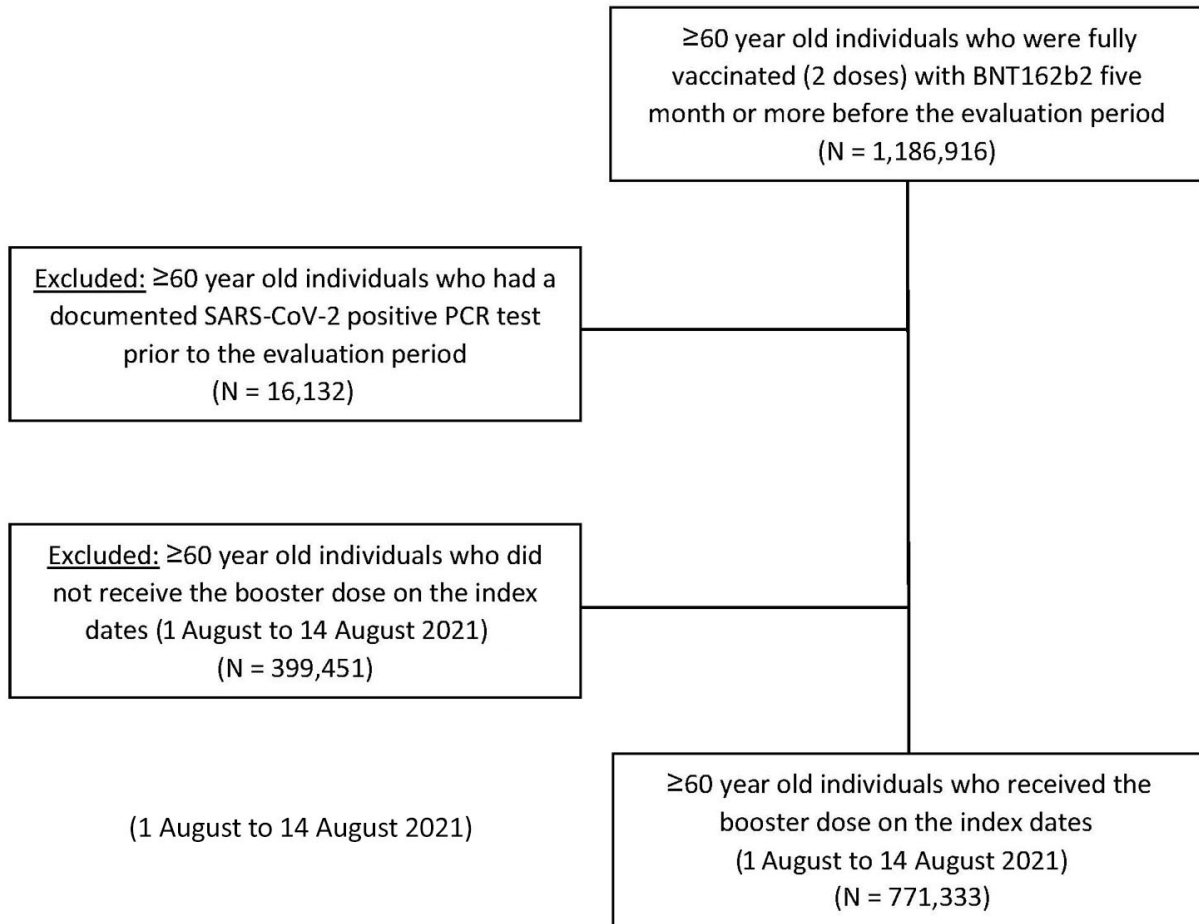 ≥60 year old individuals who were fully
vaccinated (2 doses) with BNT162b2 five
month or more before the evaluation period
(N = 1,186,916)
Excluded: ≥60 year old individuals who had a
documented SARS-CoV-2 positive PCR test
prior to the evaluation period
(N = 16,132)
Excluded: ≥60 year old individuals who did
not receive the booster dose on the index
dates (1 August to 14 August 2021)
(N = 399,451)
(1 August to 14 August 2021)
≥60 year old individuals who received the
booster dose on the index dates
(1 August to 14 August 2021)
(N = 771,333)